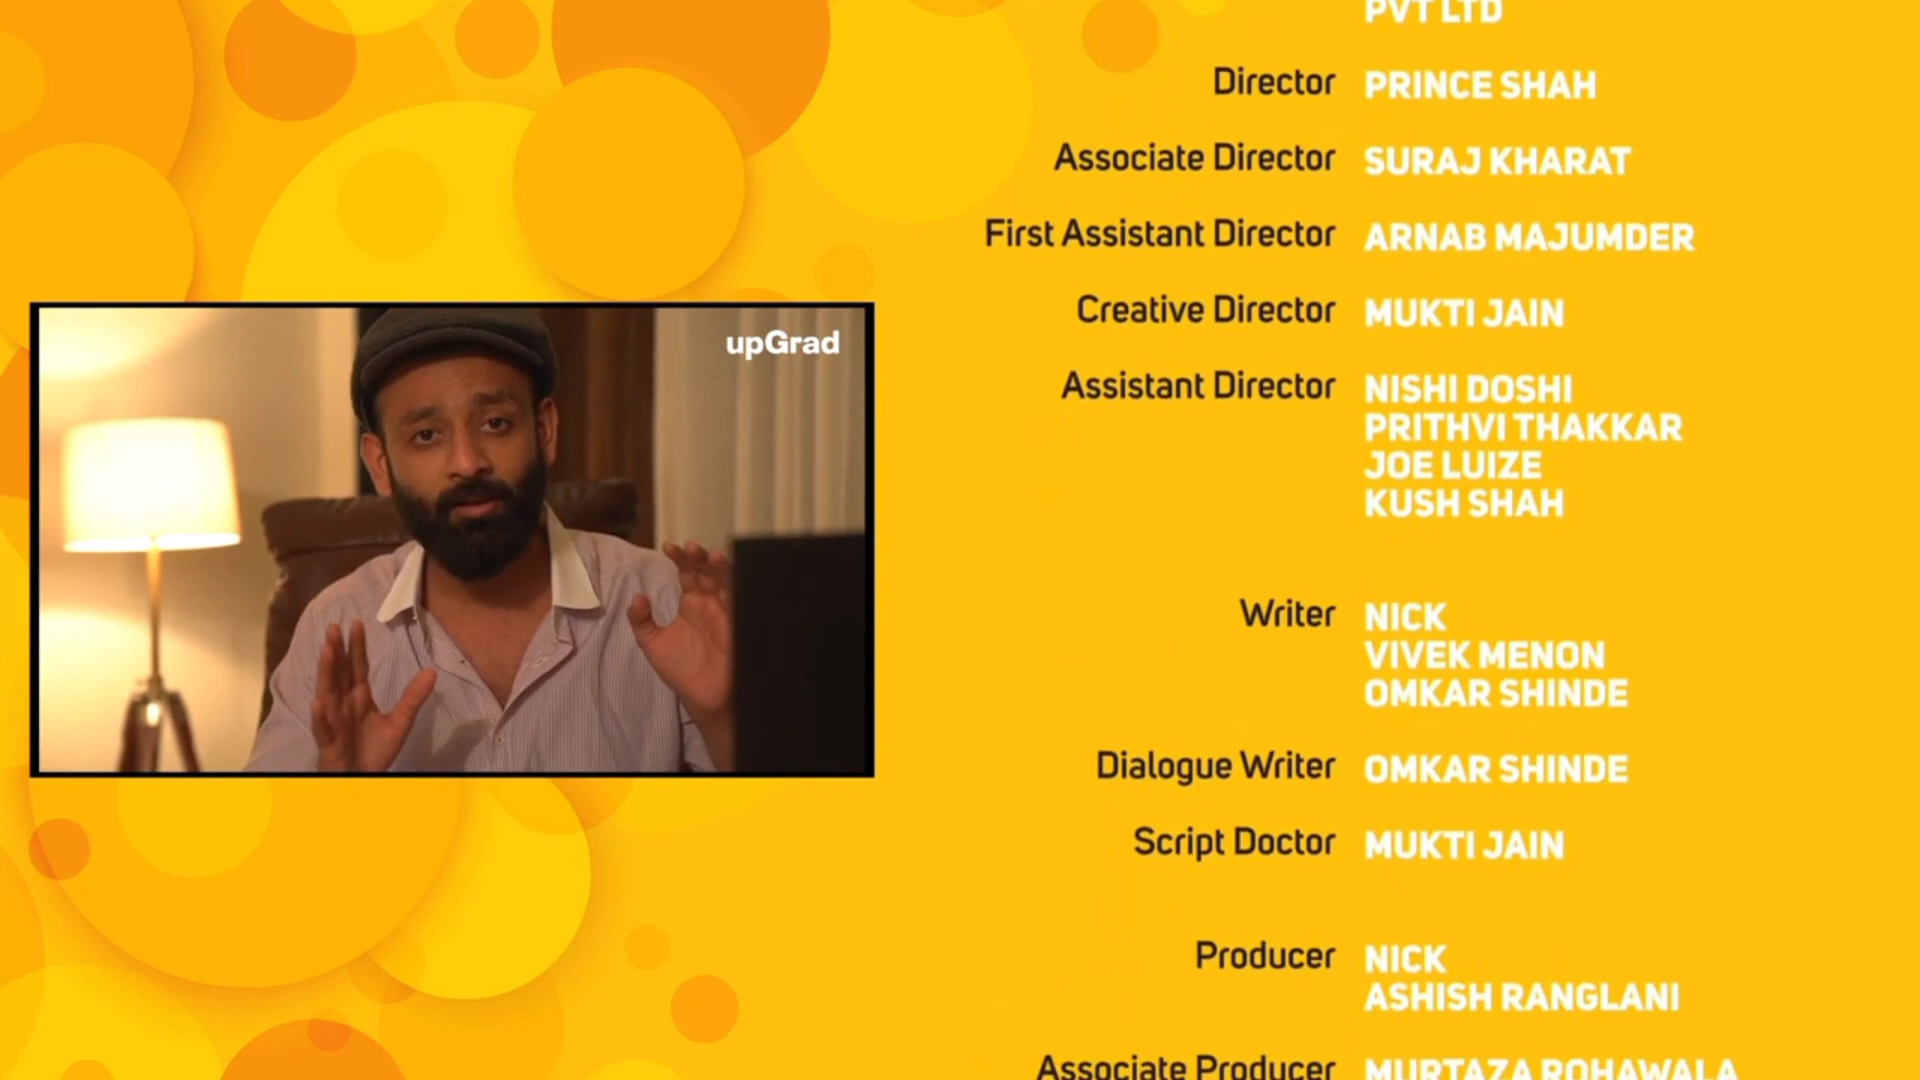 PVT LTD
Director PRINCE SHAH
Associate Director SURAJ KHARAT
First Assistant Director ARNAB MAJUMDER
Creative Director MUKTI JAIN
upGrad
Assistant Director NISHI DOSHI
PRITHVI THAKKAR
JOE LUIZE
KUSH SHAH
Writer NICK
VIVEK MENON
OMKAR SHINDE
Dialogue Writer OMKAR SHINDE
Script Doctor MUKTI JAIN
Producer NICK
ASHISH RANGLANI
Associate Producer MURTAZA ROHAWALA